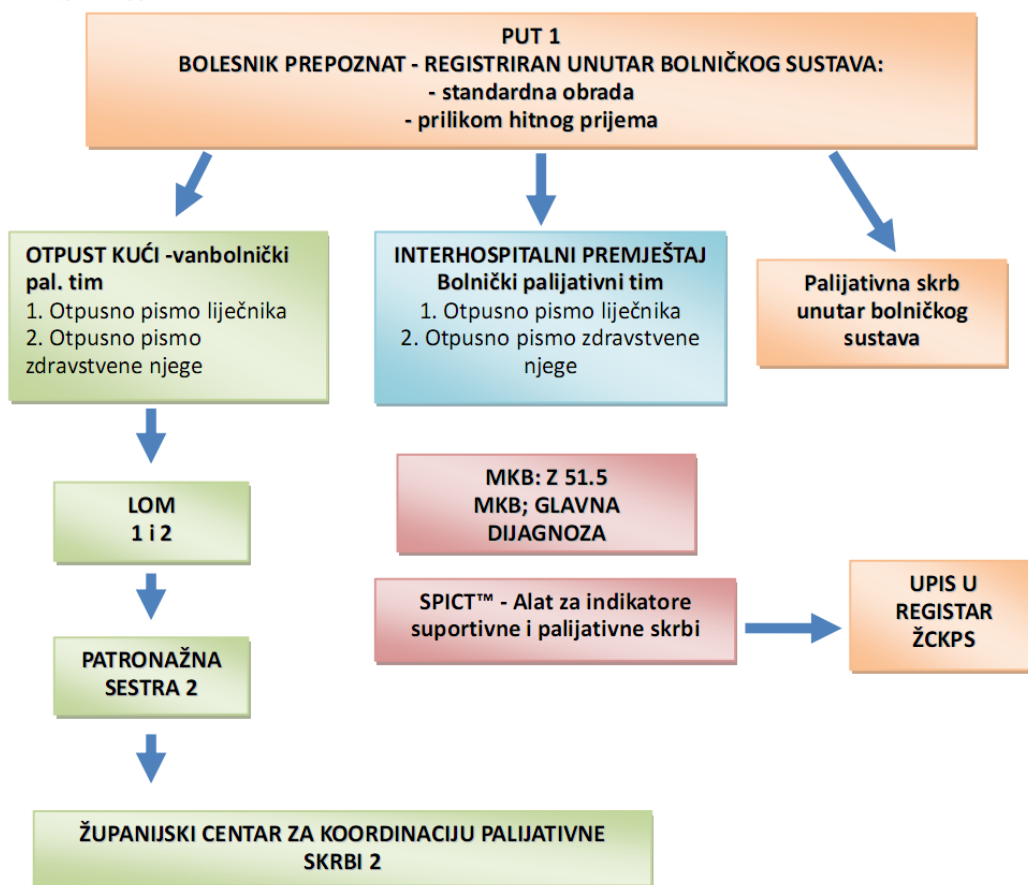 PUT 1
BOLESNIK PREPOZNAT - REGISTRIRAN UNUTAR BOLNIČKOG SUSTAVA:
- standardna obrada
- prilikom hitnog prijema
OTPUST KUĆI -vanbolnički
pal. tim
1. Otpusno pismo liječnika
2. Otpusno pismo
zdravstvene njege
INTERHOSPITALNI PREMJEŠTAJ
Bolnički palijativni tim
1. Otpusno pismo liječnika
2. Otpusno pismo zdravstvene
njege
Palijativna skrb
unutar bolničkog
sustava
LOM
1 i 2
MKB: Z 51.5
MKB; GLAVNA
DIJAGNOZA
SPICT™ - Alat za indikatore
suportivne i palijativne skrbi
UPIS U
REGISTAR
ŽCKPS
PATRONAŽNA
SESTRA 2
ŽUPANIJSKI CENTAR ZA KOORDINACIJU PALIJATIVNE
SKRBI 2